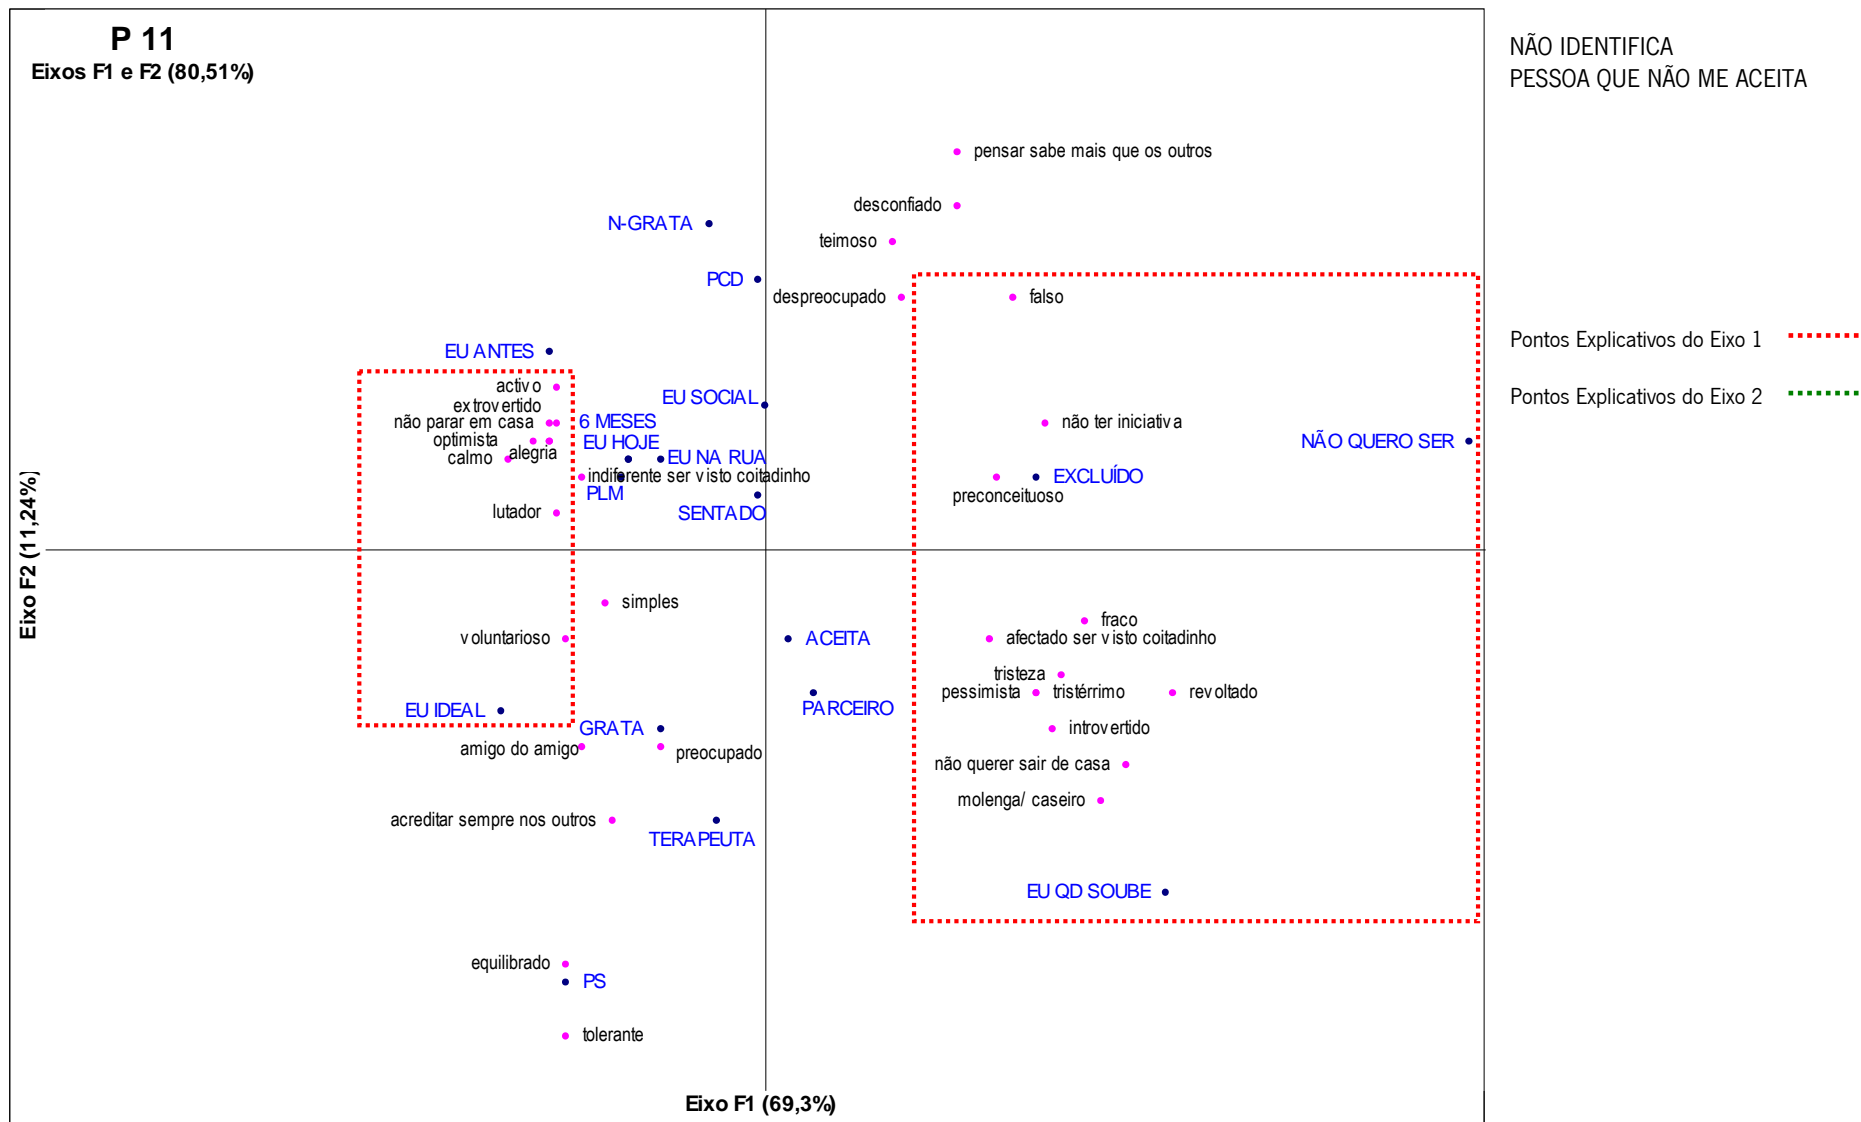 P 11
Eixos F1 e F2 (80,51%)
NÃO IDENTIFICA
PESSOA QUE NÃO ME ACEITA
pensar sabe mais que os outros
desconfiado
N-GRATA
teimoso
PCD
despreocupado
falso
Pontos Explicativos do Eixo 1
EU ANTES
activo
EU SOCIAL
Pontos Explicativos do Eixo 2
extrovertido
não parar em casa
6 MESES
não ter iniciativa
optimista
EU HOJE
NÃO QUERO SER
alegria
calmo
EU NA RUA
indiferente ser visto coitadinho
EXCLUÍDO
PLM
preconceituoso
lutador
SENTADO
Eixo F2 (11,24%)
simples
fraco
voluntarioso
ACEITA
afectado ser visto coitadinho
tristeza
pessimista
tristérrimo
revoltado
EU IDEAL
PARCEIRO
GRATA
introvertido
amigo do amigo
preocupado
não querer sair de casa
molenga/ caseiro
acreditar sempre nos outros
TERAPEUTA
EU QD SOUBE
equilibrado
PS
tolerante
Eixo F1 (69,3%)